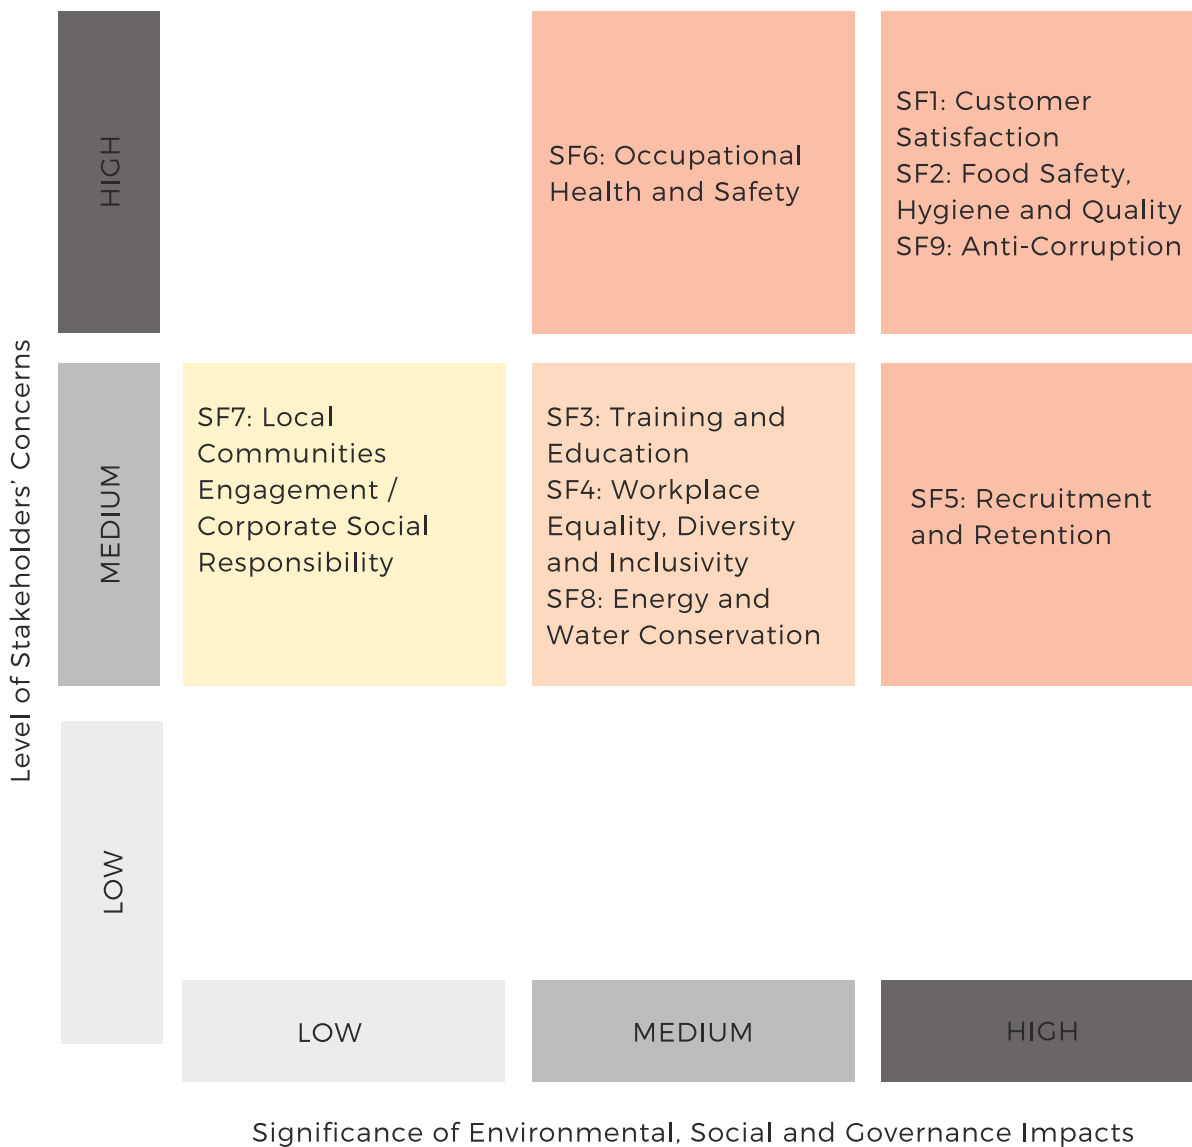 Level of Stakeholders' Concerns
HIGH
SF6: Occupational
Health and Safety
SF1: Customer
Satisfaction
SF2: Food Safety,
Hygiene and Quality
SF9: Anti-Corruption
MEDIUM
SF7: Local
Communities
Engagement /
Corporate Social
Responsibility
SF3: Training and
Education
SF4: Workplace
Equality, Diversity
and Inclusivity
SF8: Energy and
Water Conservation
SF5: Recruitment
and Retention
LOW
LOW
MEDIUM
HIGH
Significance of Environmental, Social and Governance Impacts